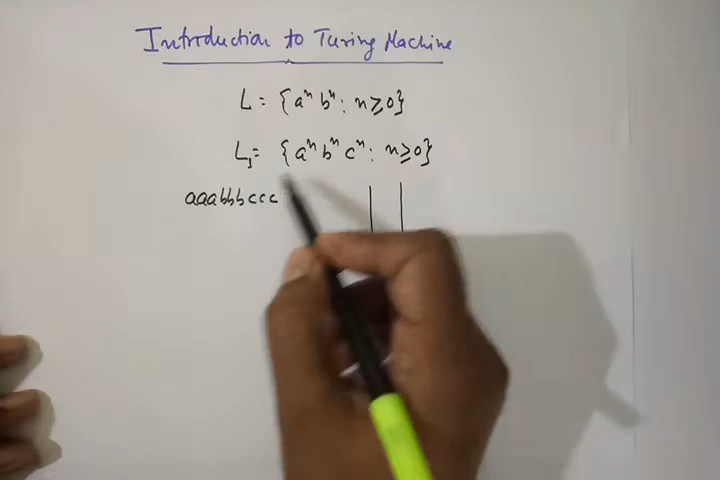 Introduction to Turing Machine
L = {aⁿ bⁿ : n ≥ 0}
L₁ = {aⁿ bⁿ cⁿ : n ≥ 0}
aaabbbccc